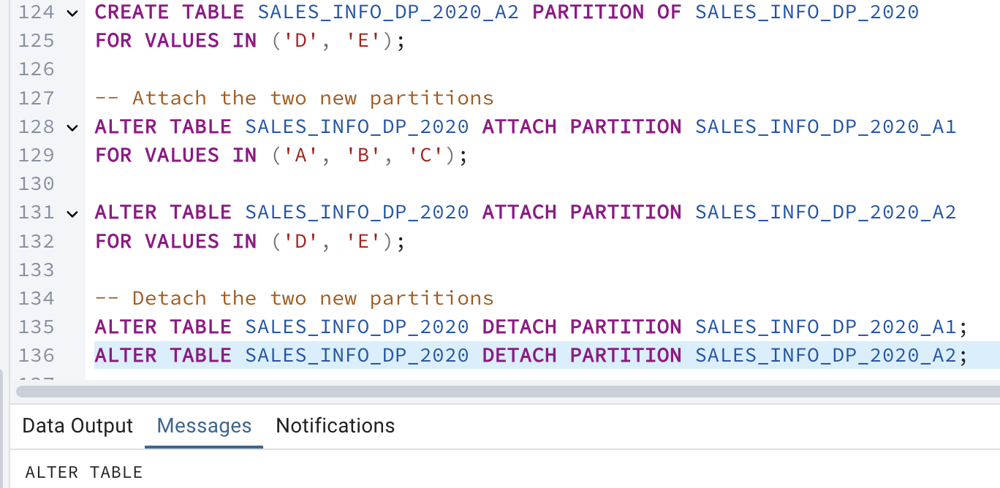 124 CREATE TABLE SALES_INFO_DP_2020_A2 PARTITION OF SALES_INFO_DP_2020
125 FOR VALUES IN ('D', 'E');
126
127 -- Attach the two new partitions
128 ALTER TABLE SALES_INFO_DP_2020 ATTACH PARTITION SALES_INFO_DP_2020_A1
129 FOR VALUES IN ('A', 'B', 'C');
130
131 ALTER TABLE SALES_INFO_DP_2020 ATTACH PARTITION SALES_INFO_DP_2020_A2
132 FOR VALUES IN ('D', 'E');
133
134 -- Detach the two new partitions
135 ALTER TABLE SALES_INFO_DP_2020 DETACH PARTITION SALES_INFO_DP_2020_A1;
136 ALTER TABLE SALES_INFO_DP_2020 DETACH PARTITION SALES_INFO_DP_2020_A2;
Data Output Messages Notifications
ALTER TABLE